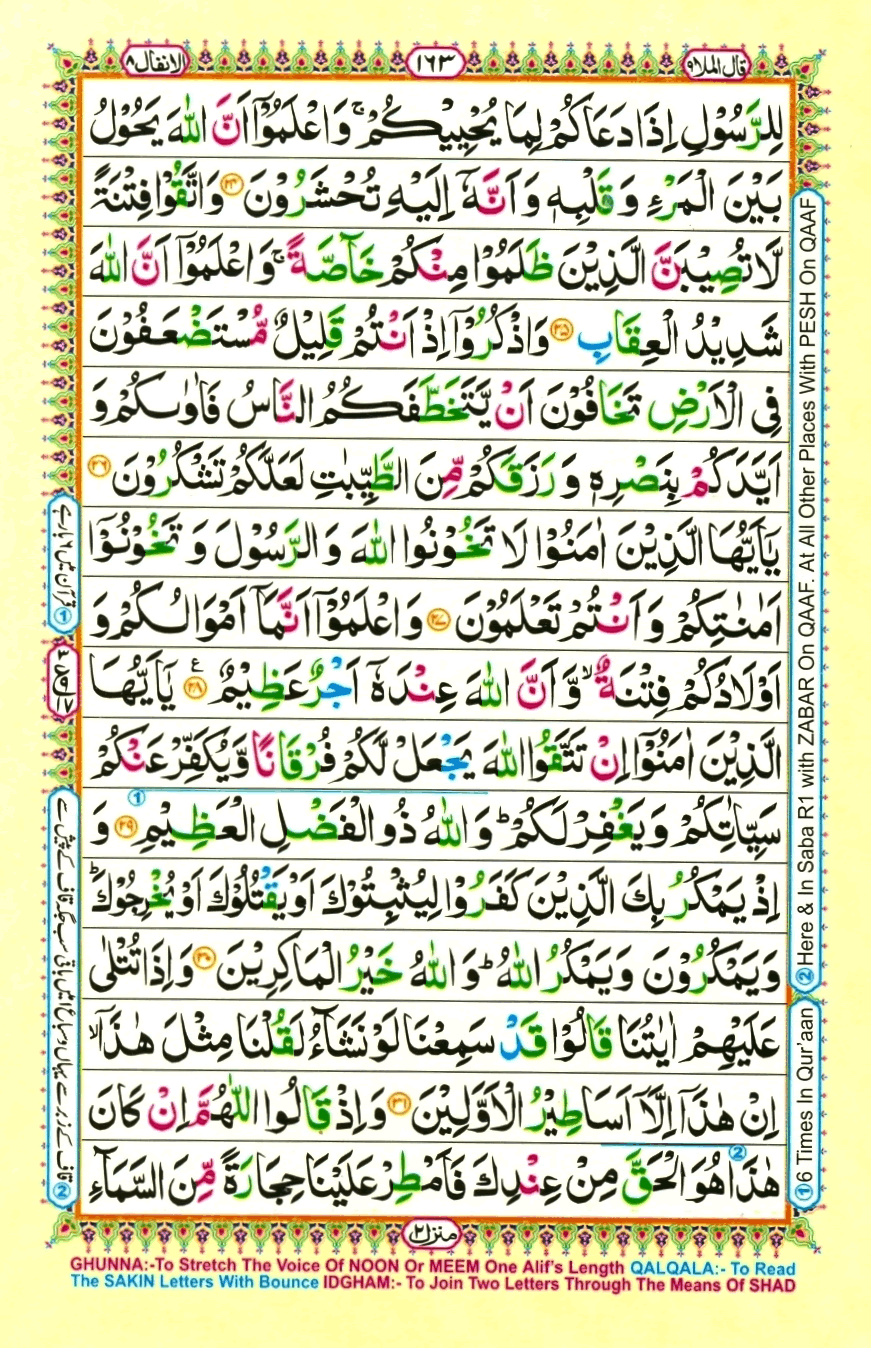 الانفال ٨
١٦٣
قال الملا ٩
لِلرَّسُوْلِ اِذَا دَعَاكُمْ لِمَا يُحْيِيْكُمْ ۚ وَاعْلَمُوْۤا اَنَّ اللّٰهَ يَحُوْلُ
بَيْنَ الْمَرْءِ وَ قَلْبِهٖ وَ اَنَّهٗۤ اِلَيْهِ تُحْشَرُوْنَ ﴿٢٤﴾ وَاتَّقُوْا فِتْنَةً
لَّا تُصِيْبَنَّ الَّذِيْنَ ظَلَمُوْا مِنْكُمْ خَآصَّةً ۚ وَاعْلَمُوْۤا اَنَّ اللّٰهَ
شَدِيْدُ الْعِقَابِ ﴿٢٥﴾ وَاذْكُرُوْۤا اِذْ اَنْتُمْ قَلِيْلٌ مُّسْتَضْعَفُوْنَ
فِى الْاَرْضِ تَخَافُوْنَ اَنْ يَّتَخَطَّفَكُمُ النَّاسُ فَاٰوٰىكُمْ وَ
اَيَّدَكُمْ بِنَصْرِهٖ وَ رَزَقَكُمْ مِّنَ الطَّيِّبٰتِ لَعَلَّكُمْ تَشْكُرُوْنَ ﴿٢٦﴾
يٰۤاَيُّهَا الَّذِيْنَ اٰمَنُوْا لَا تَخُوْنُوا اللّٰهَ وَ الرَّسُوْلَ وَ تَخُوْنُوْۤا
اَمٰنٰتِكُمْ وَ اَنْتُمْ تَعْلَمُوْنَ ﴿٢٧﴾ وَاعْلَمُوْۤا اَنَّمَاۤ اَمْوَالُكُمْ وَ
اَوْلَادُكُمْ فِتْنَةٌ ۙ وَّ اَنَّ اللّٰهَ عِنْدَهٗۤ اَجْرٌ عَظِيْمٌ ﴿٢٨﴾ ع يٰۤاَيُّهَا
الَّذِيْنَ اٰمَنُوْۤا اِنْ تَتَّقُوا اللّٰهَ يَجْعَلْ لَّكُمْ فُرْقَانًا وَّيُكَفِّرْ عَنْكُمْ
سَيِّاٰتِكُمْ وَيَغْفِرْ لَكُمْ ؕ وَ اللّٰهُ ذُو الْفَضْلِ الْعَظِيْمِ ﴿٢٩﴾ وَ
①
اِذْ يَمْكُرُ بِكَ الَّذِيْنَ كَفَرُوْا لِيُثْبِتُوْكَ اَوْ يَقْتُلُوْكَ اَوْ يُخْرِجُوْكَ ؕ
وَيَمْكُرُوْنَ وَيَمْكُرُ اللّٰهُ ؕ وَ اللّٰهُ خَيْرُ الْمَاكِرِيْنَ ﴿٣٠﴾ وَاِذَا تُتْلٰى
عَلَيْهِمْ اٰيٰتُنَا قَالُوْا قَدْ سَمِعْنَا لَوْ نَشَآءُ لَقُلْنَا مِثْلَ هٰذَاۤ ۙ
اِنْ هٰذَاۤ اِلَّاۤ اَسَاطِيْرُ الْاَوَّلِيْنَ ﴿٣١﴾ وَاِذْ قَالُوا اللّٰهُمَّ اِنْ كَانَ
②
هٰذَا هُوَ الْحَقَّ مِنْ عِنْدِكَ فَاَمْطِرْ عَلَيْنَا حِجَارَةً مِّنَ السَّمَآءِ
منزل ٢
② Here & In Saba R1 with ZABAR On QAAF. At All Other Places With PESH On QAAF
① 6 Times In Qur'aan
GHUNNA:-To Stretch The Voice Of NOON Or MEEM One Alif's Length QALQALA:- To Read
The SAKIN Letters With Bounce IDGHAM:- To Join Two Letters Through The Means Of SHAD